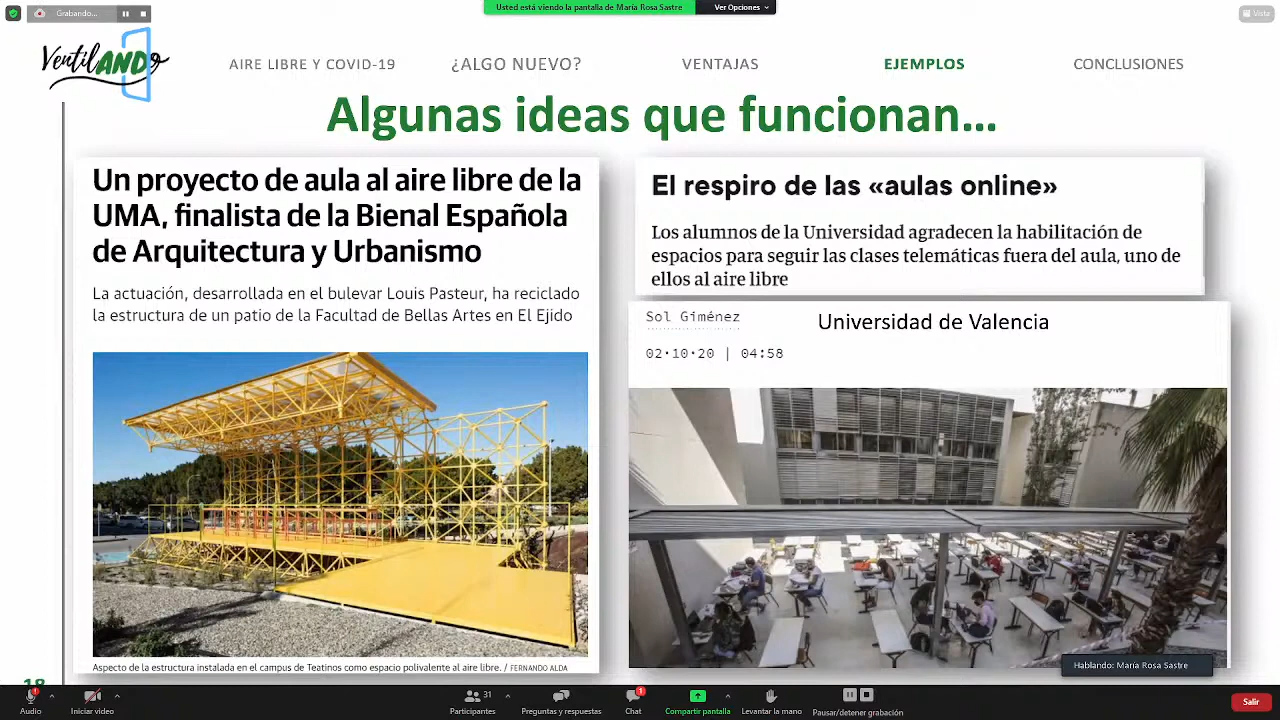 Grabando...
Usted está viendo la pantalla de María Rosa Sastre
Ver Opciones
Vista
VentilANDo
AIRE LIBRE Y COVID-19
¿ALGO NUEVO?
VENTAJAS
EJEMPLOS
CONCLUSIONES
Algunas ideas que funcionan...
Un proyecto de aula al aire libre de la
UMA, finalista de la Bienal Española
de Arquitectura y Urbanismo
La actuación, desarrollada en el bulevar Louis Pasteur, ha reciclado
la estructura de un patio de la Facultad de Bellas Artes en El Ejido
Aspecto de la estructura instalada en el campus de Teatinos como espacio polivalente al aire libre. / FERNANDO ALDA
El respiro de las «aulas online»
Los alumnos de la Universidad agradecen la habilitación de
espacios para seguir las clases telemáticas fuera del aula, uno de
ellos al aire libre
Sol Giménez
Universidad de Valencia
02·10·20 | 04:58
Hablando: María Rosa Sastre
18
Audio
Iniciar video
31
Participantes
Preguntas y respuestas
1
Chat
Compartir pantalla
Levantar la mano
Pausar/detener grabación
Salir